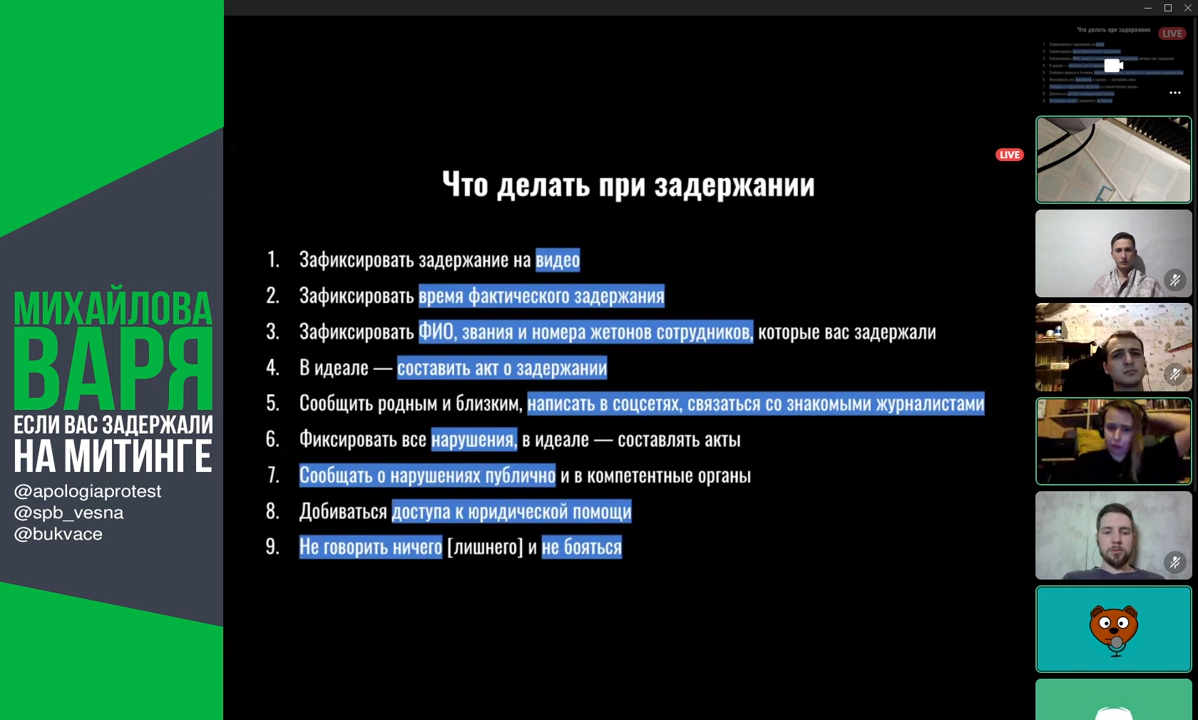 МИХАЙЛОВА
ВАРЯ
ЕСЛИ ВАС ЗАДЕРЖАЛИ
НА МИТИНГЕ
@apologiaprotest
@spb_vesna
@bukvace
Что делать при задержании
1. Зафиксировать задержание на видео
2. Зафиксировать время фактического задержания
3. Зафиксировать ФИО, звания и номера жетонов сотрудников, которые вас задержали
4. В идеале — составить акт о задержании
5. Сообщить родным и близким, написать в соцсетях, связаться со знакомыми журналистами
6. Фиксировать все нарушения, в идеале — составлять акты
7. Сообщать о нарушениях публично и в компетентные органы
8. Добиваться доступа к юридической помощи
9. Не говорить ничего [лишнего] и не бояться
LIVE
Что делать при задержании
LIVE